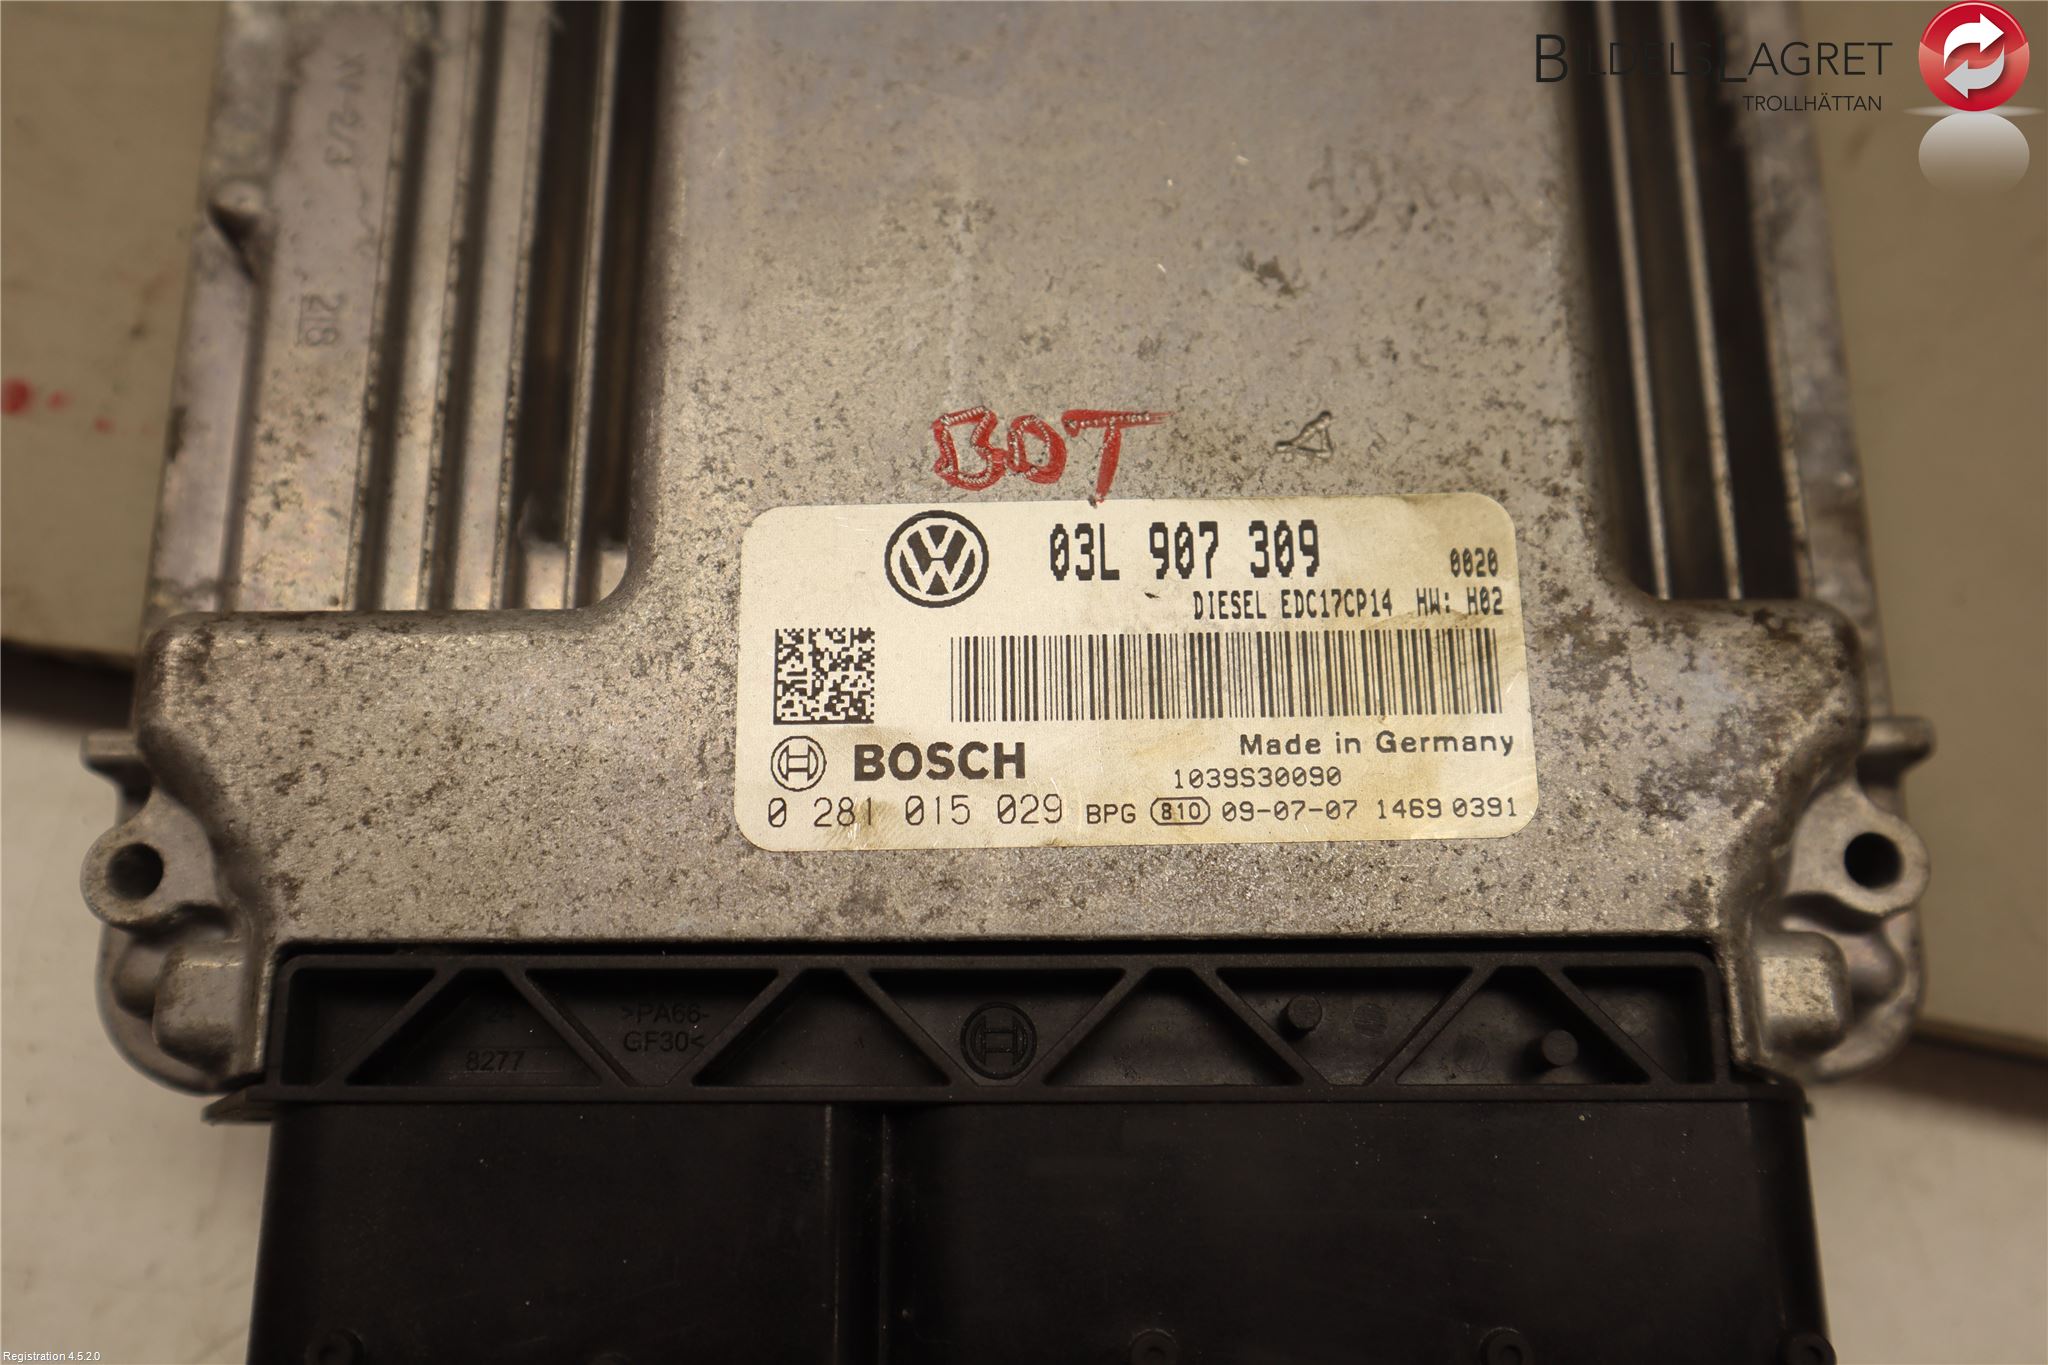 BILDELSLAGRET
TROLLHÄTTAN
218
BOT
03L 907 309
0020
DIESEL EDC17CP14 HW: H02
BOSCH
Made in Germany
1039S30090
0 281 015 029 BPG 810 09-07-07 1469 0391
24
>PA66-
GF30<
8277
Registration 4.5.2.0